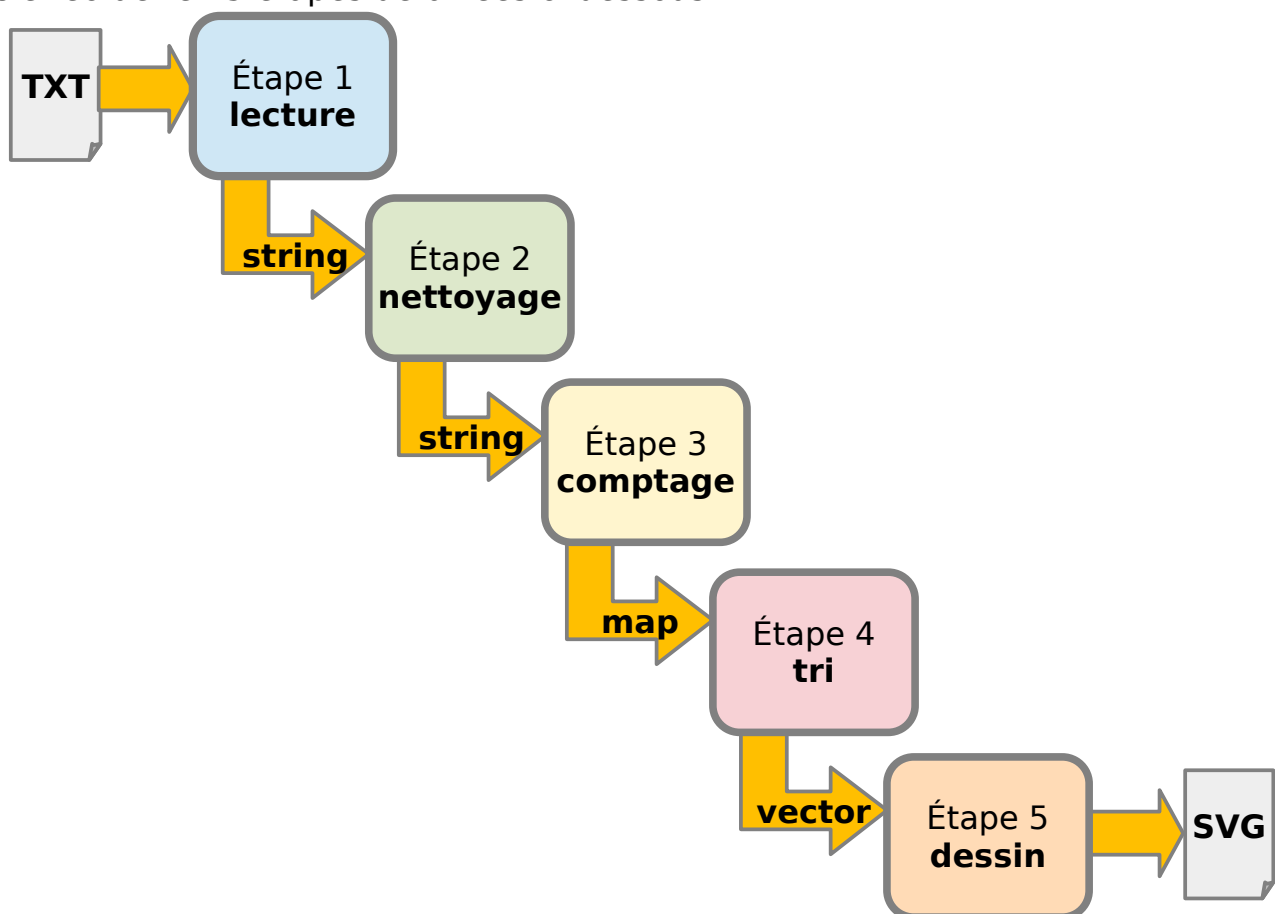 TXT
Étape 1
lecture
string
Étape 2
nettoyage
string
Étape 3
comptage
map
Étape 4
tri
vector
Étape 5
dessin
SVG